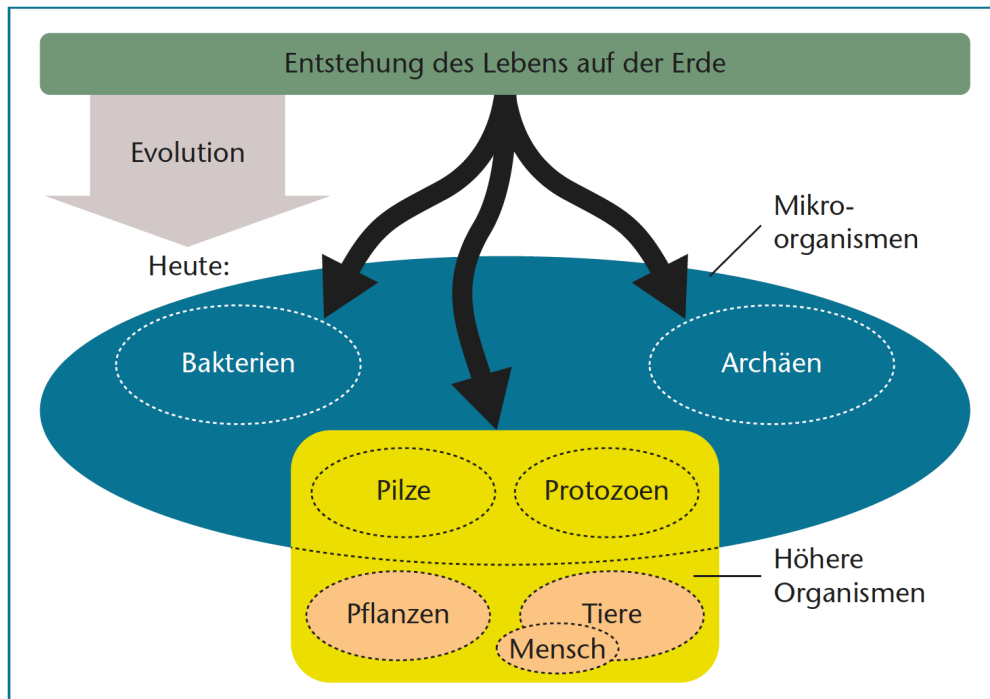 Entstehung des Lebens auf der Erde
Evolution
Mikro-
organismen
Heute:
Bakterien
Archäen
Pilze
Protozoen
Höhere
Organismen
Pflanzen
Tiere
Mensch